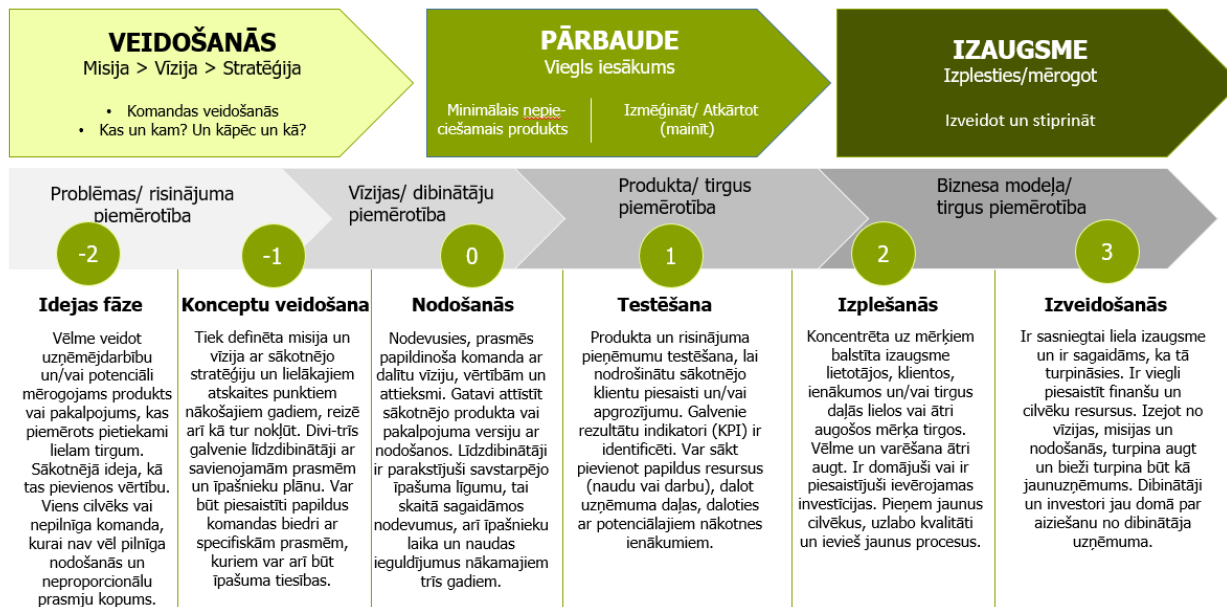 VEIDOŠANĀS
Misija > Vīzija > Stratēģija
• Komandas veidošanās
• Kas un kam? Un kāpēc un kā?
PĀRBAUDE
Viegls iesākums
Minimālais nepie-
ciešamais produkts
Izmēģināt/ Atkārtot
(mainīt)
IZAUGSME
Izplesties/mērogot
Izveidot un stiprināt
Problēmas/ risinājuma
piemērotība
Vīzijas/ dibinātāju
piemērotība
Produkta/ tirgus
piemērotība
Biznesa modeļa/
tirgus piemērotība
-2
-1
0
1
2
3
Idejas fāze
Vēlme veidot
uzņēmējdarbību
un/vai potenciāli
mērogojams produkts
vai pakalpojums, kas
piemērots pietiekami
lielam tirgum.
Sākotnējā ideja, kā
tas pievienos vērtību.
Viens cilvēks vai
nepilnīga komanda,
kurai nav vēl pilnīga
nodošanās un
neproporcionālu
prasmju kopums.
Konceptu veidošana
Tiek definēta misija un
vīzija ar sākotnējo
stratēģiju un lielākajiem
atskaites punktiem
nākošajiem gadiem, reizē
arī kā tur nokļūt. Divi-trīs
galvenie līdzdibinātāji ar
savienojamām prasmēm
un īpašnieku plānu. Var
būt piesaistīti papildus
komandas biedri ar
specifiskām prasmēm,
kuriem var arī būt
īpašuma tiesības.
Nodošanās
Nodevusies, prasmēs
papildinoša komanda ar
dalītu vīziju, vērtībām un
attieksmi. Gatavi attīstīt
sākotnējo produkta vai
pakalpojuma versiju ar
nodošanos. Līdzdibinātāji
ir parakstījuši savstarpējo
īpašuma līgumu, tai
skaitā sagaidāmos
nodevumus, arī īpašnieku
laika un naudas
ieguldījumus nākamajiem
trīs gadiem.
Testēšana
Produkta un risinājuma
pieņēmumu testēšana, lai
nodrošinātu sākotnējo
klientu piesaisti un/vai
apgrozījumu. Galvenie
rezultātu indikatori (KPI) ir
identificēti. Var sākt
pievienot papildus resursus
(naudu vai darbu), dalot
uzņēmuma daļas, daloties
ar potenciālajiem nākotnes
ienākumiem.
Izplešanās
Koncentrēta uz mērķiem
balstīta izaugsme
lietotājos, klientos,
ienākumos un/vai tirgus
daļās lielos vai ātri
augošos mērķa tirgos.
Vēlme un varēšana ātri
augt. Ir domājuši vai ir
piesaistījuši ievērojamas
investīcijas. Pieņem jaunus
cilvēkus, uzlabo kvalitāti
un ievieš jaunus procesus.
Izveidošanās
Ir sasniegtai liela izaugsme
un ir sagaidāms, ka tā
turpināsies. Ir viegli
piesaistīt finanšu un
cilvēku resursus. Izejot no
vīzijas, misijas un
nodošanās, turpina augt
un bieži turpina būt kā
jaunuzņēmums. Dibinātāji
un investori jau domā par
aiziešanu no dibinātāja
uzņēmuma.